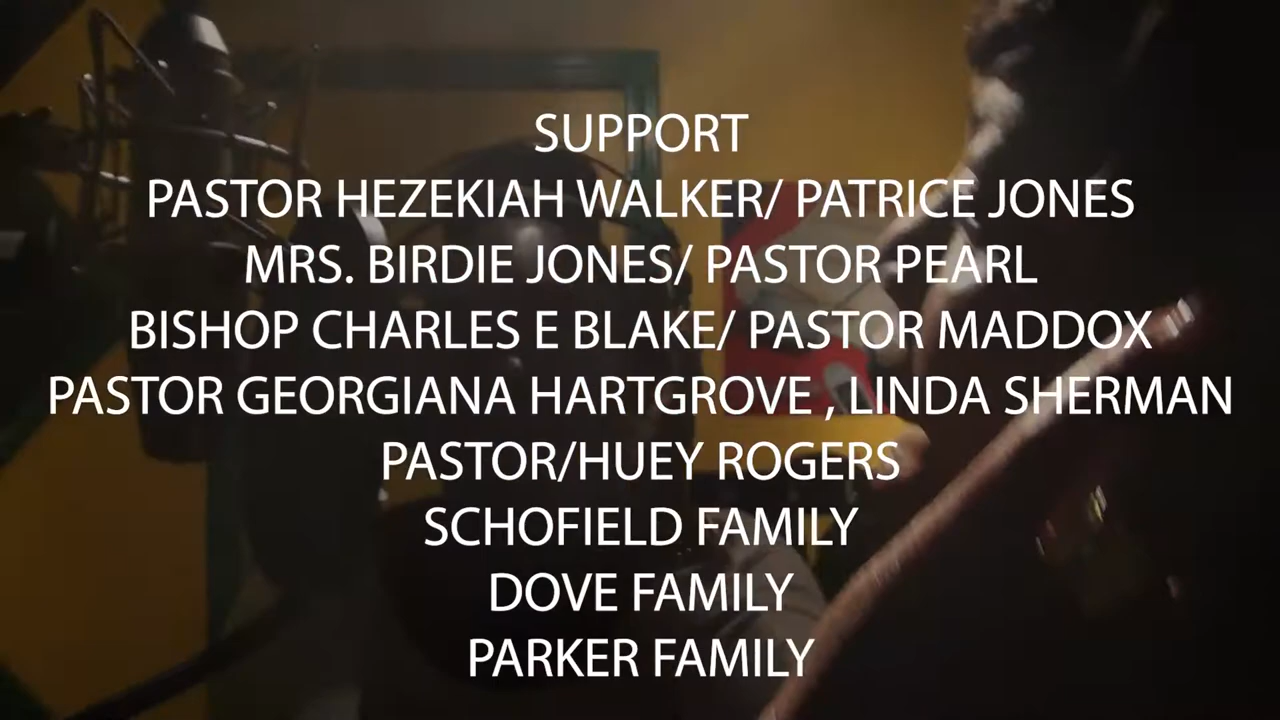 SUPPORT
PASTOR HEZEKIAH WALKER/ PATRICE JONES
MRS. BIRDIE JONES/ PASTOR PEARL
BISHOP CHARLES E BLAKE/ PASTOR MADDOX
PASTOR GEORGIANA HARTGROVE , LINDA SHERMAN
PASTOR/HUEY ROGERS
SCHOFIELD FAMILY
DOVE FAMILY
PARKER FAMILY